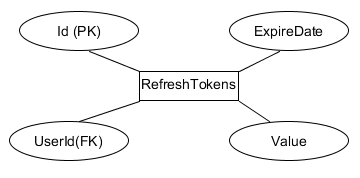 Id (PK)
ExpireDate
RefreshTokens
UserId(FK)
Value